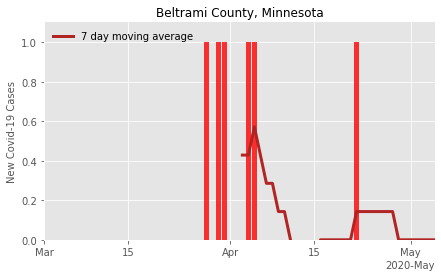 Beltrami County, Minnesota
7 day moving average
New Covid-19 Cases
1.0
0.8
0.6
0.4
0.2
0.0
Mar 15 Apr 15 May
2020-May